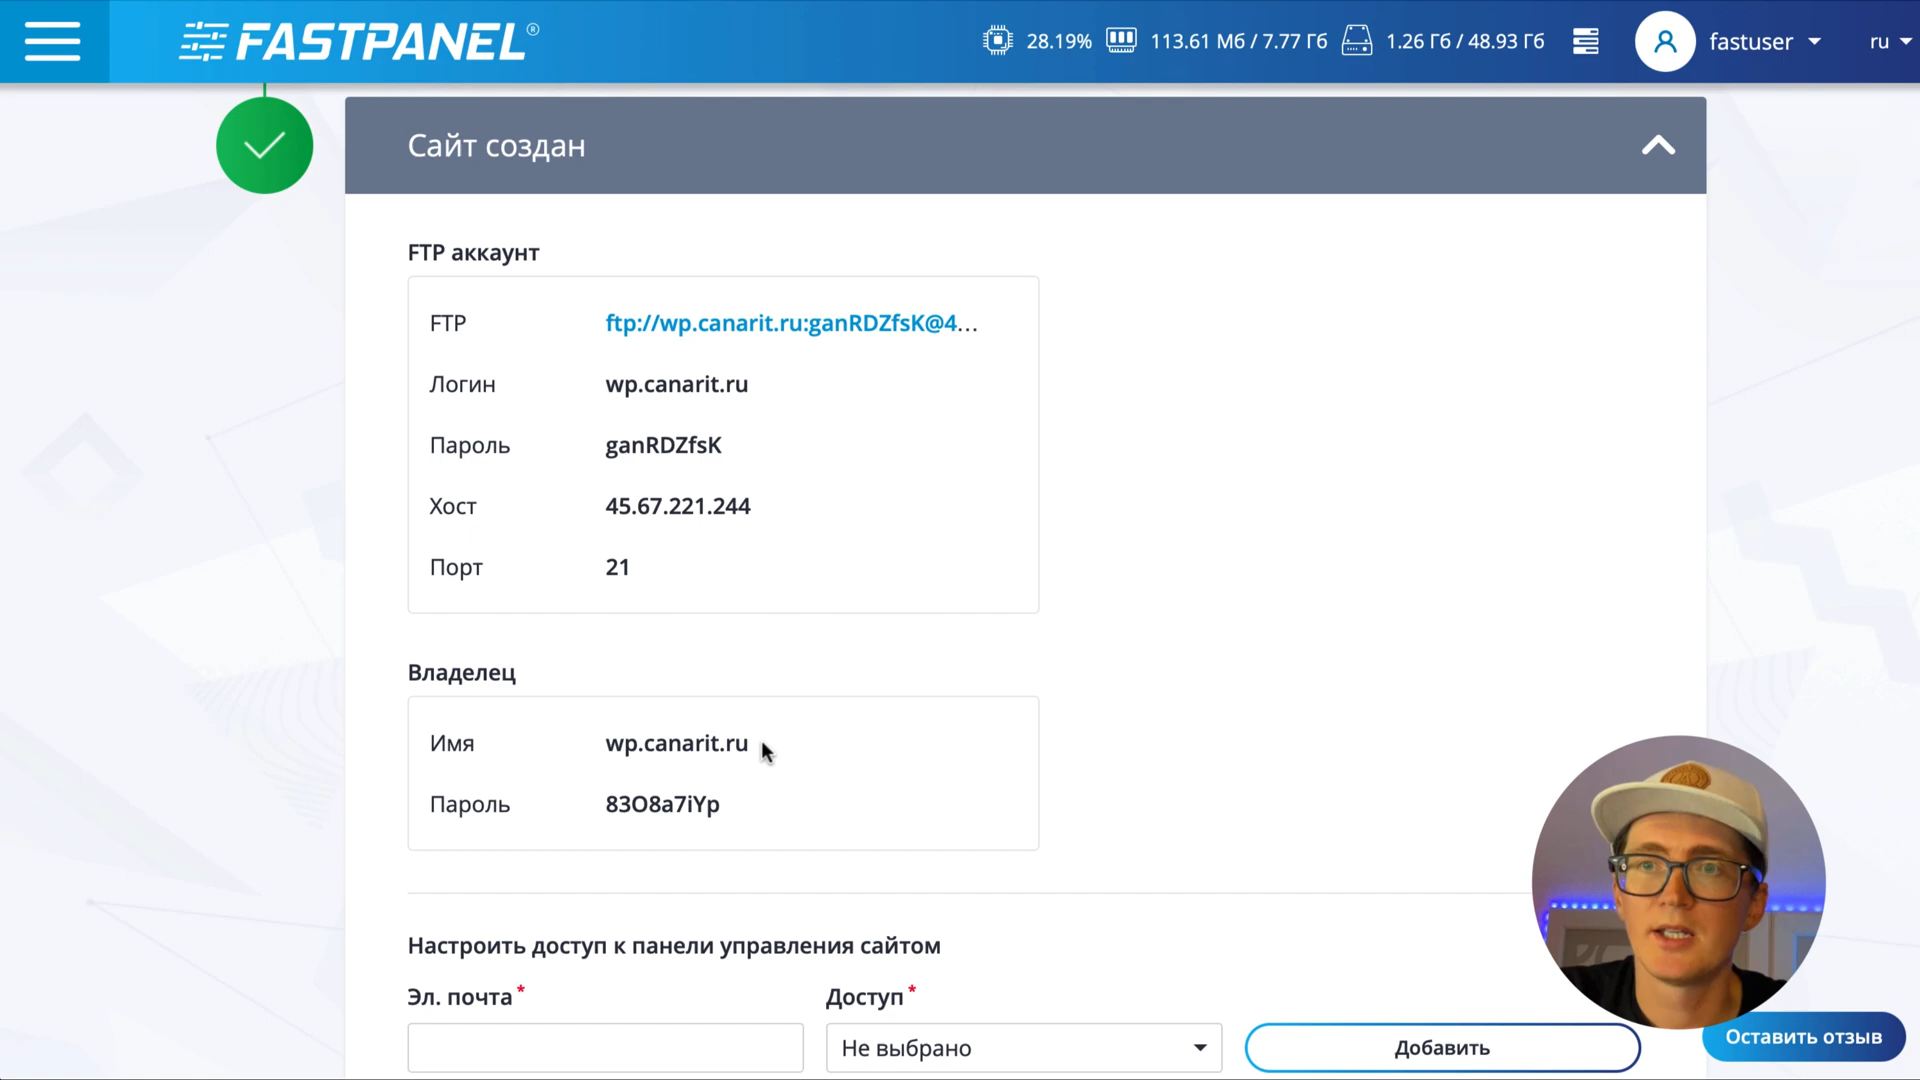 FASTPANEL®
28.19%
113.61 Мб / 7.77 Гб
1.26 Гб / 48.93 Гб
fastuser
ru
Сайт создан
FTP аккаунт
FTP ftp://wp.canarit.ru:ganRDZfsK@4...
Логин wp.canarit.ru
Пароль ganRDZfsK
Хост 45.67.221.244
Порт 21
Владелец
Имя wp.canarit.ru
Пароль 83O8a7iYp
Настроить доступ к панели управления сайтом
Эл. почта*
Доступ*
Не выбрано
Добавить
Оставить отзыв